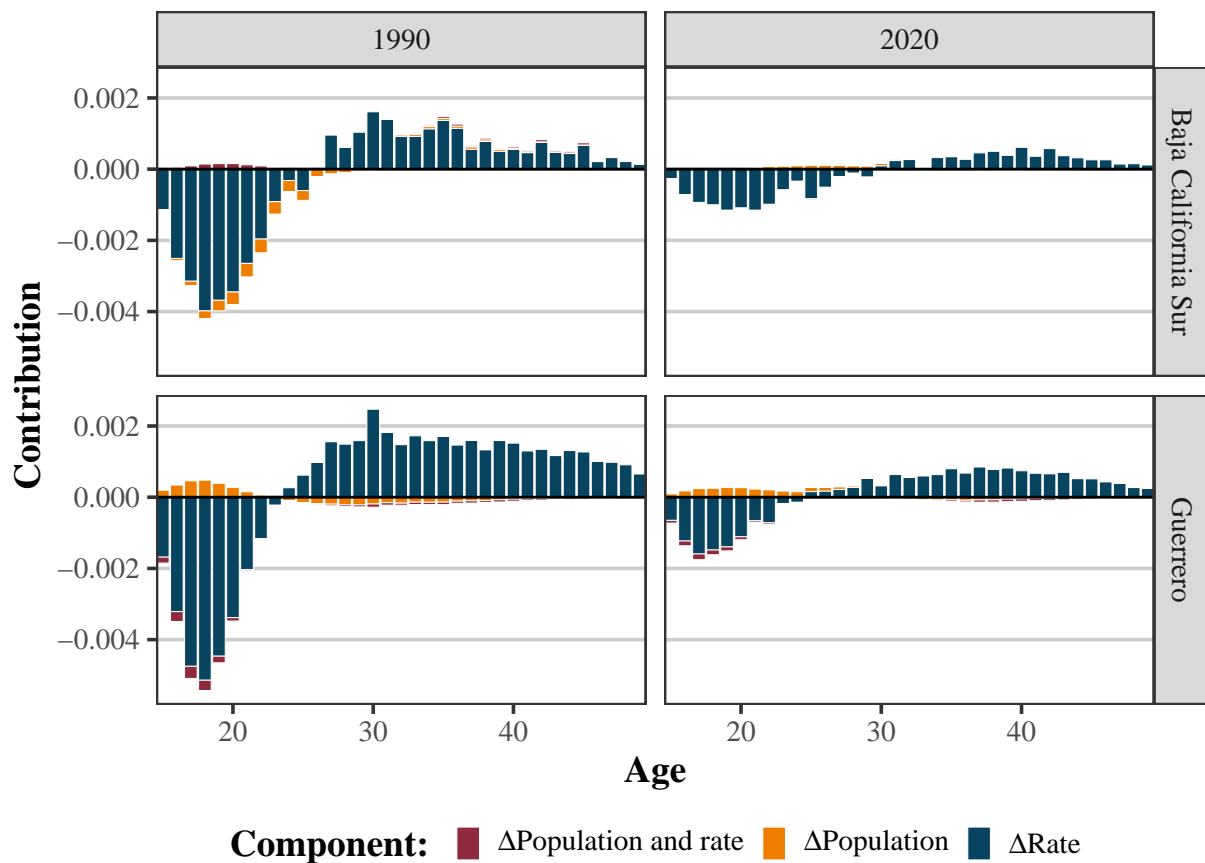 1990
2020
0.002
0.000
−0.002
−0.004
Baja California Sur
0.002
0.000
−0.002
−0.004
Guerrero
Contribution
20
30
40
20
30
40
Age
Component:
ΔPopulation and rate
ΔPopulation
ΔRate